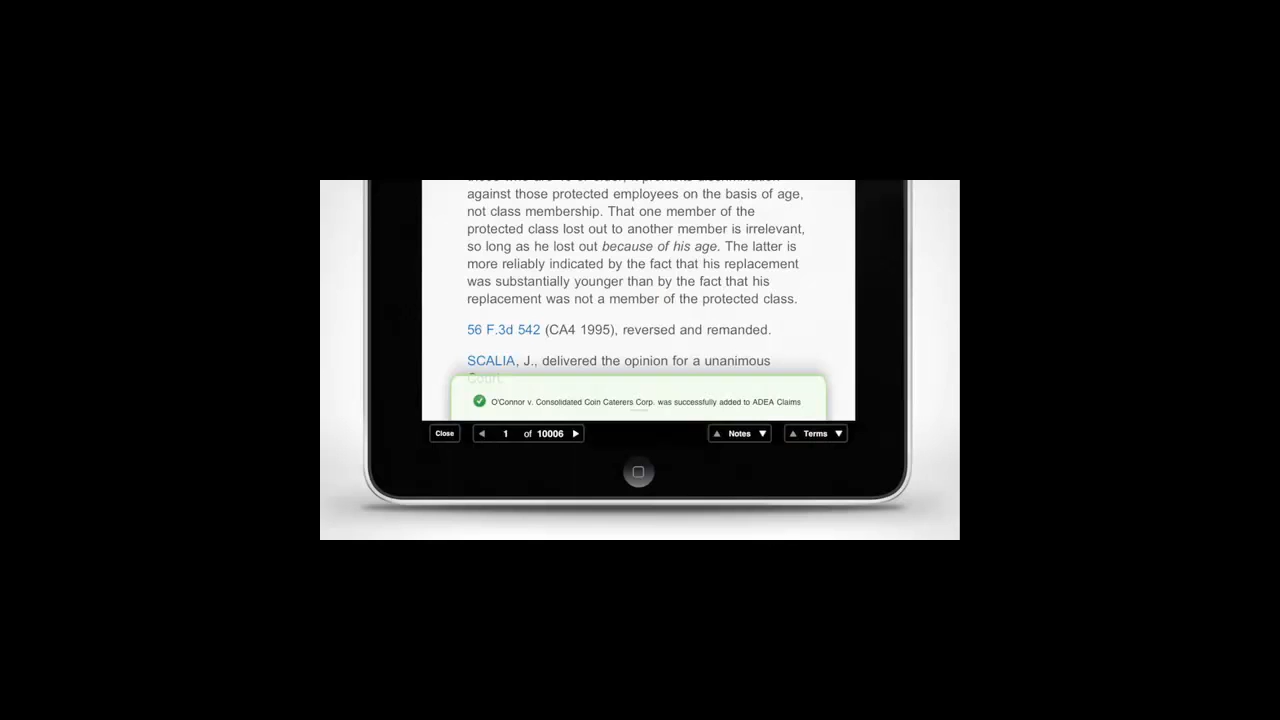 against those protected employees on the basis of age,
not class membership. That one member of the
protected class lost out to another member is irrelevant,
so long as he lost out because of his age. The latter is
more reliably indicated by the fact that his replacement
was substantially younger than by the fact that his
replacement was not a member of the protected class.
56 F.3d 542 (CA4 1995), reversed and remanded.
SCALIA, J., delivered the opinion for a unanimous
Court.
O'Connor v. Consolidated Coin Caterers Corp. was successfully added to ADEA Claims
Close 1 of 10006 Notes Terms